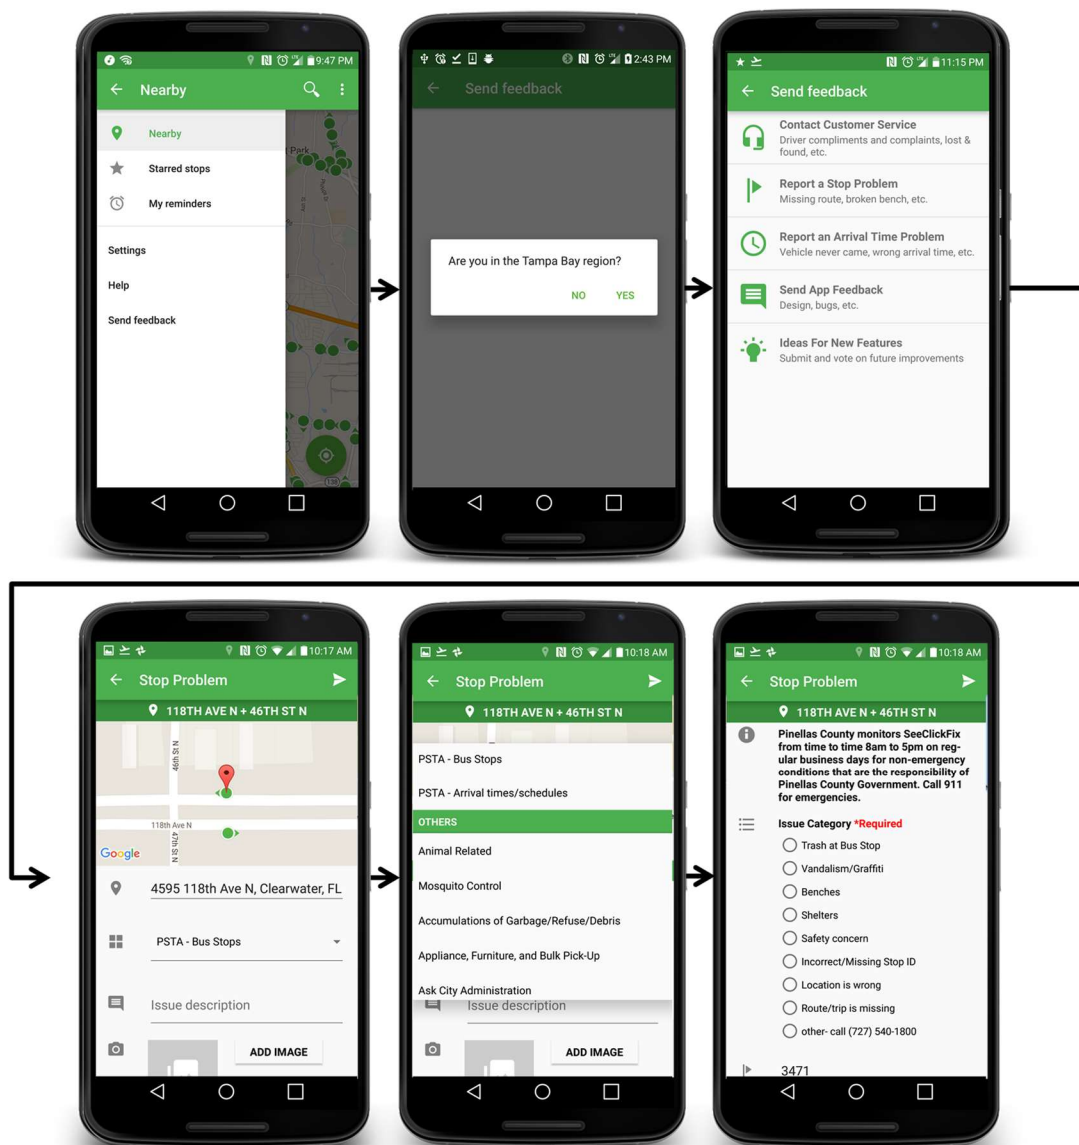 9:47 PM
Nearby
Nearby
Starred stops
My reminders
Settings
Help
Send feedback
Park
138
2:43 PM
Send feedback
Are you in the Tampa Bay region?
NO YES
11:15 PM
Send feedback
Contact Customer Service
Driver compliments and complaints, lost &
found, etc.
Report a Stop Problem
Missing route, broken bench, etc.
Report an Arrival Time Problem
Vehicle never came, wrong arrival time, etc.
Send App Feedback
Design, bugs, etc.
Ideas For New Features
Submit and vote on future improvements
10:17 AM
Stop Problem
118TH AVE N + 46TH ST N
46th St N
118th Ave N
47th St N
Google
4595 118th Ave N, Clearwater, FL
PSTA - Bus Stops
Issue description
ADD IMAGE
10:18 AM
Stop Problem
118TH AVE N + 46TH ST N
PSTA - Bus Stops
PSTA - Arrival times/schedules
OTHERS
Animal Related
Mosquito Control
Accumulations of Garbage/Refuse/Debris
Appliance, Furniture, and Bulk Pick-Up
Ask City Administration
Issue description
ADD IMAGE
10:18 AM
Stop Problem
118TH AVE N + 46TH ST N
Pinellas County monitors SeeClickFix
from time to time 8am to 5pm on reg-
ular business days for non-emergency
conditions that are the responsibility of
Pinellas County Government. Call 911
for emergencies.
Issue Category *Required
Trash at Bus Stop
Vandalism/Graffiti
Benches
Shelters
Safety concern
Incorrect/Missing Stop ID
Location is wrong
Route/trip is missing
other- call (727) 540-1800
3471